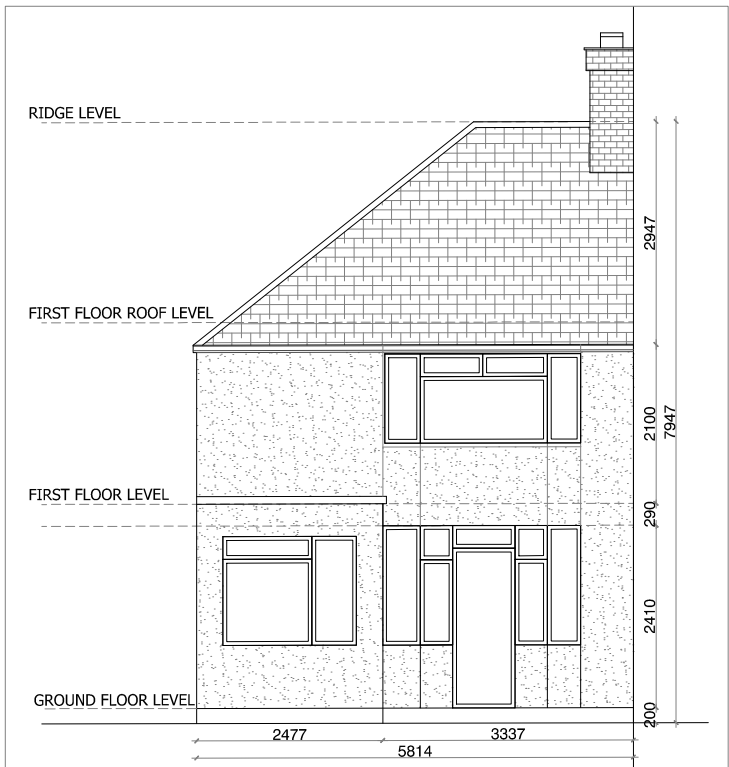 RIDGE LEVEL
2947
FIRST FLOOR ROOF LEVEL
2100
7947
FIRST FLOOR LEVEL
290
2410
GROUND FLOOR LEVEL
200
2477
3337
5814